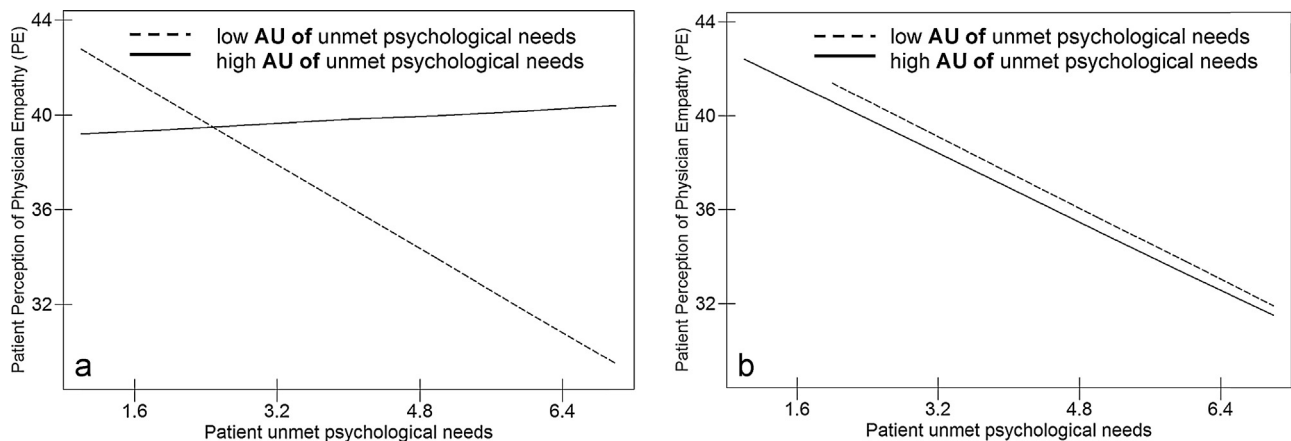 Patient Perception of Physician Empathy (PE)
44
40
36
32
low AU of unmet psychological needs
high AU of unmet psychological needs
a
1.6
3.2
4.8
6.4
Patient unmet psychological needs
Patient Perception of Physician Empathy (PE)
44
40
36
32
low AU of unmet psychological needs
high AU of unmet psychological needs
b
1.6
3.2
4.8
6.4
Patient unmet psychological needs